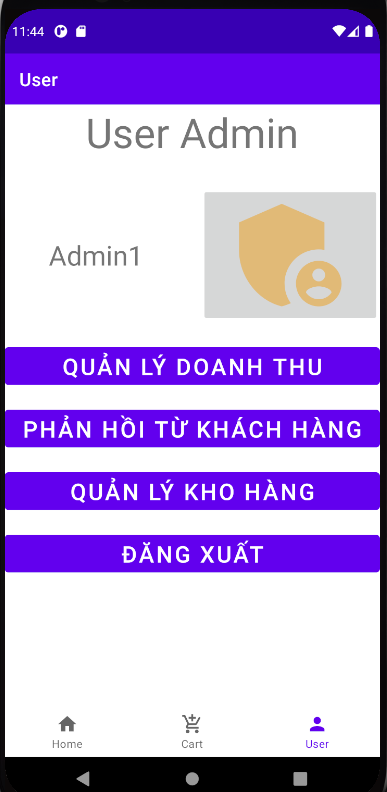 11:44
User
User Admin
Admin1
QUẢN LÝ DOANH THU
PHẢN HỒI TỪ KHÁCH HÀNG
QUẢN LÝ KHO HÀNG
ĐĂNG XUẤT
Home Cart User